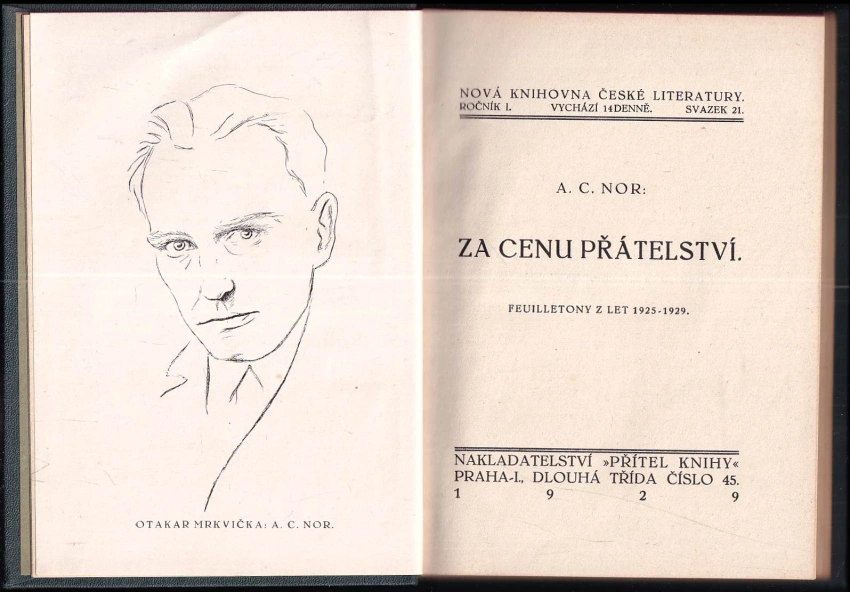 OTAKAR MRKVIČKA: A. C. NOR.
NOVÁ KNIHOVNA ČESKÉ LITERATURY.
ROČNÍK I. VYCHÁZÍ 14DENNĚ. SVAZEK 21.
A. C. NOR:
ZA CENU PŘÁTELSTVÍ.
FEUILLETONY Z LET 1925-1929.
NAKLADATELSTVÍ »PŘÍTEL KNIHY«
PRAHA-I., DLOUHÁ TŘÍDA ČÍSLO 45.
1 9 2 9